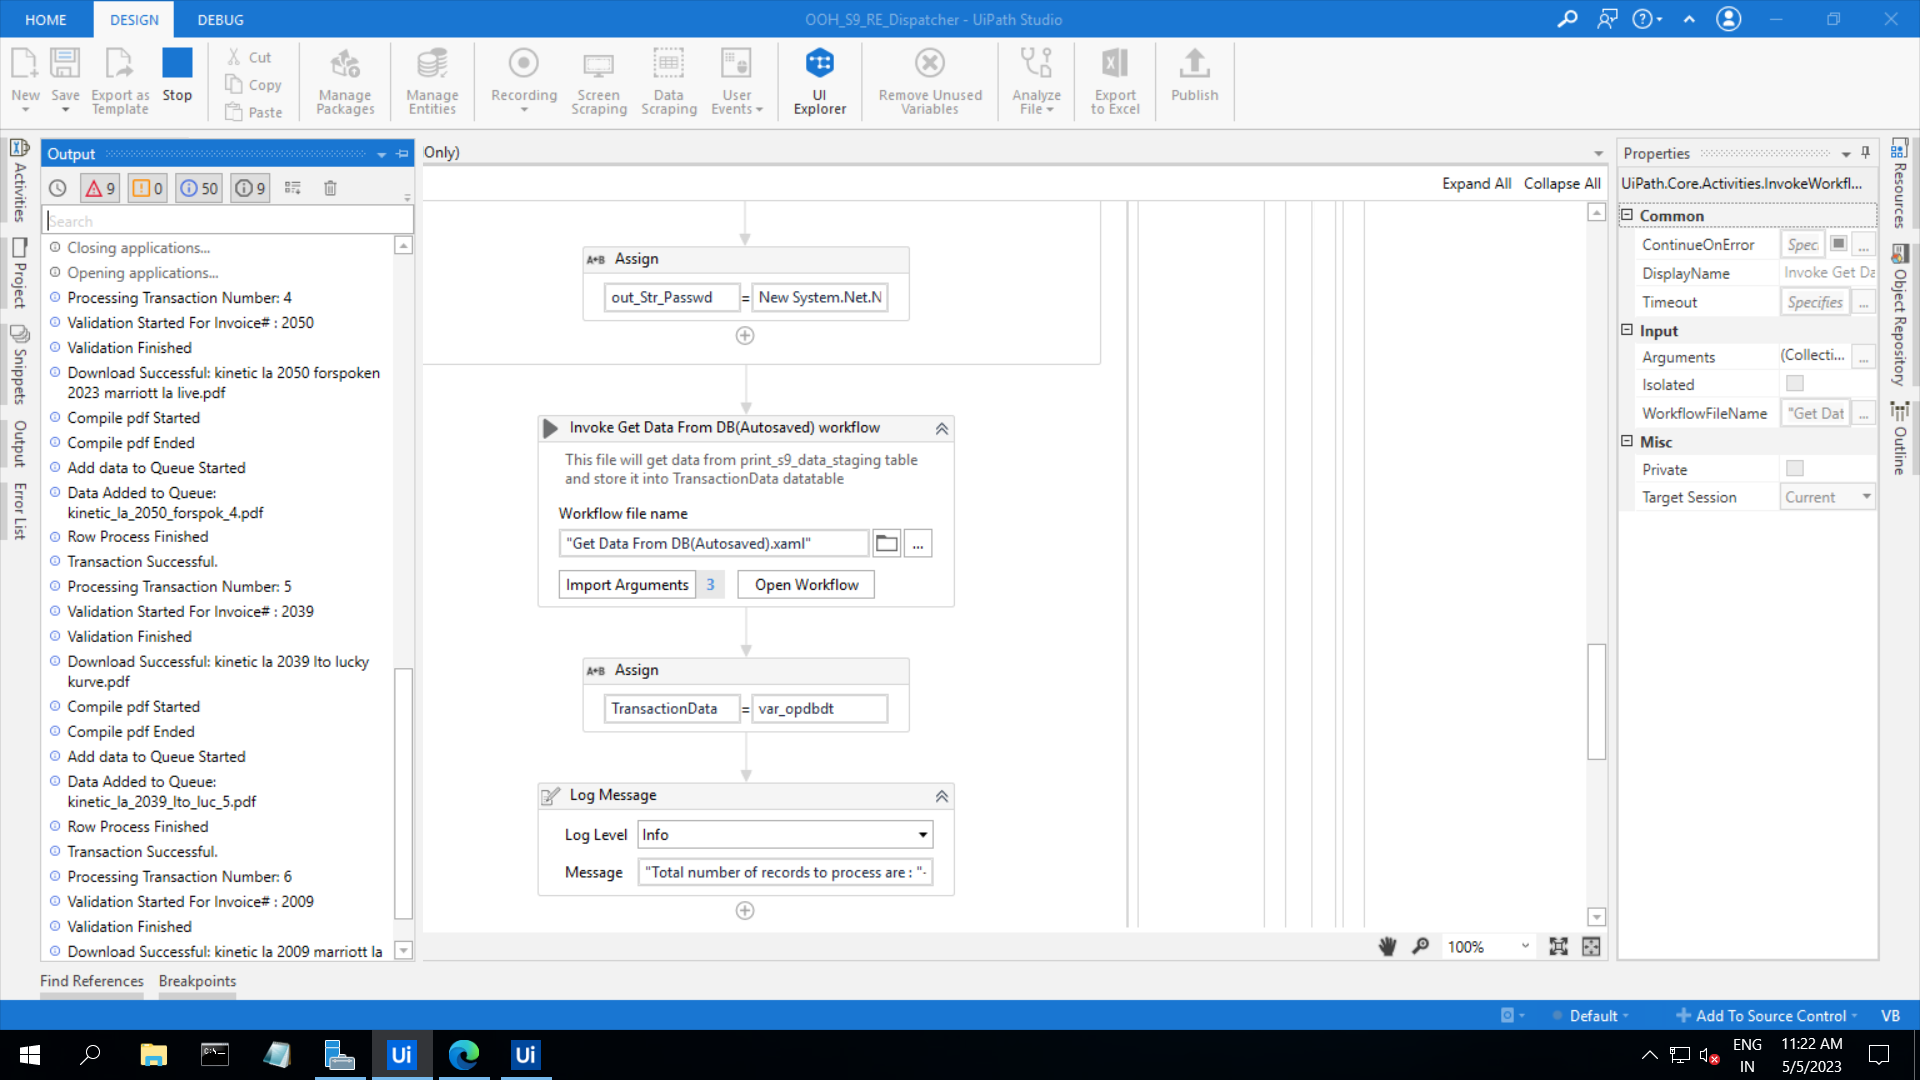 HOME
DESIGN
DEBUG
OOH_S9_RE_Dispatcher - UiPath Studio
New
Save
Export as
Template
Stop
Cut
Copy
Paste
Manage
Packages
Manage
Entities
Recording
Screen
Scraping
Data
Scraping
User
Events
UI
Explorer
Remove Unused
Variables
Analyze
File
Export
to Excel
Publish
Activities
Project
Snippets
Output
Error List
Output
9
0
50
9
Search
Closing applications...
Opening applications...
Processing Transaction Number: 4
Validation Started For Invoice# : 2050
Validation Finished
Download Successful: kinetic la 2050 forspoken
2023 marriott la live.pdf
Compile pdf Started
Compile pdf Ended
Add data to Queue Started
Data Added to Queue:
kinetic_la_2050_forspok_4.pdf
Row Process Finished
Transaction Successful.
Processing Transaction Number: 5
Validation Started For Invoice# : 2039
Validation Finished
Download Successful: kinetic la 2039 lto lucky
kurve.pdf
Compile pdf Started
Compile pdf Ended
Add data to Queue Started
Data Added to Queue:
kinetic_la_2039_lto_luc_5.pdf
Row Process Finished
Transaction Successful.
Processing Transaction Number: 6
Validation Started For Invoice# : 2009
Validation Finished
Download Successful: kinetic la 2009 marriott la
Find References
Breakpoints
Only)
Expand All
Collapse All
A+B Assign
out_Str_Passwd
=
New System.Net.N
Invoke Get Data From DB(Autosaved) workflow
This file will get data from print_s9_data_staging table
and store it into TransactionData datatable
Workflow file name
"Get Data From DB(Autosaved).xaml"
...
Import Arguments
3
Open Workflow
A+B Assign
TransactionData
=
var_opdbdt
Log Message
Log Level
Info
Message
"Total number of records to process are : "-
100%
Properties
UiPath.Core.Activities.InvokeWorkfl...
Common
ContinueOnError
Spec.
...
DisplayName
Invoke Get Da
Timeout
Specifies
...
Input
Arguments
(Collecti...
...
Isolated
WorkflowFileName
"Get Dat
...
Misc
Private
Target Session
Current
Resources
Object Repository
Outline
Default
Add To Source Control
VB
Ui
Ui
ENG
IN
11:22 AM
5/5/2023